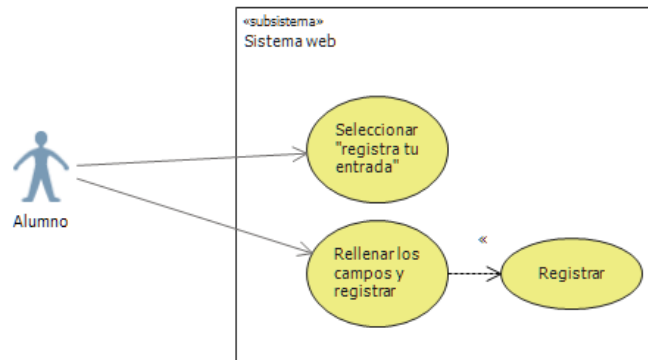 «subsistema»
Sistema web
Seleccionar
"registra tu
entrada"
Alumno
Rellenar los
campos y
registrar
«
Registrar